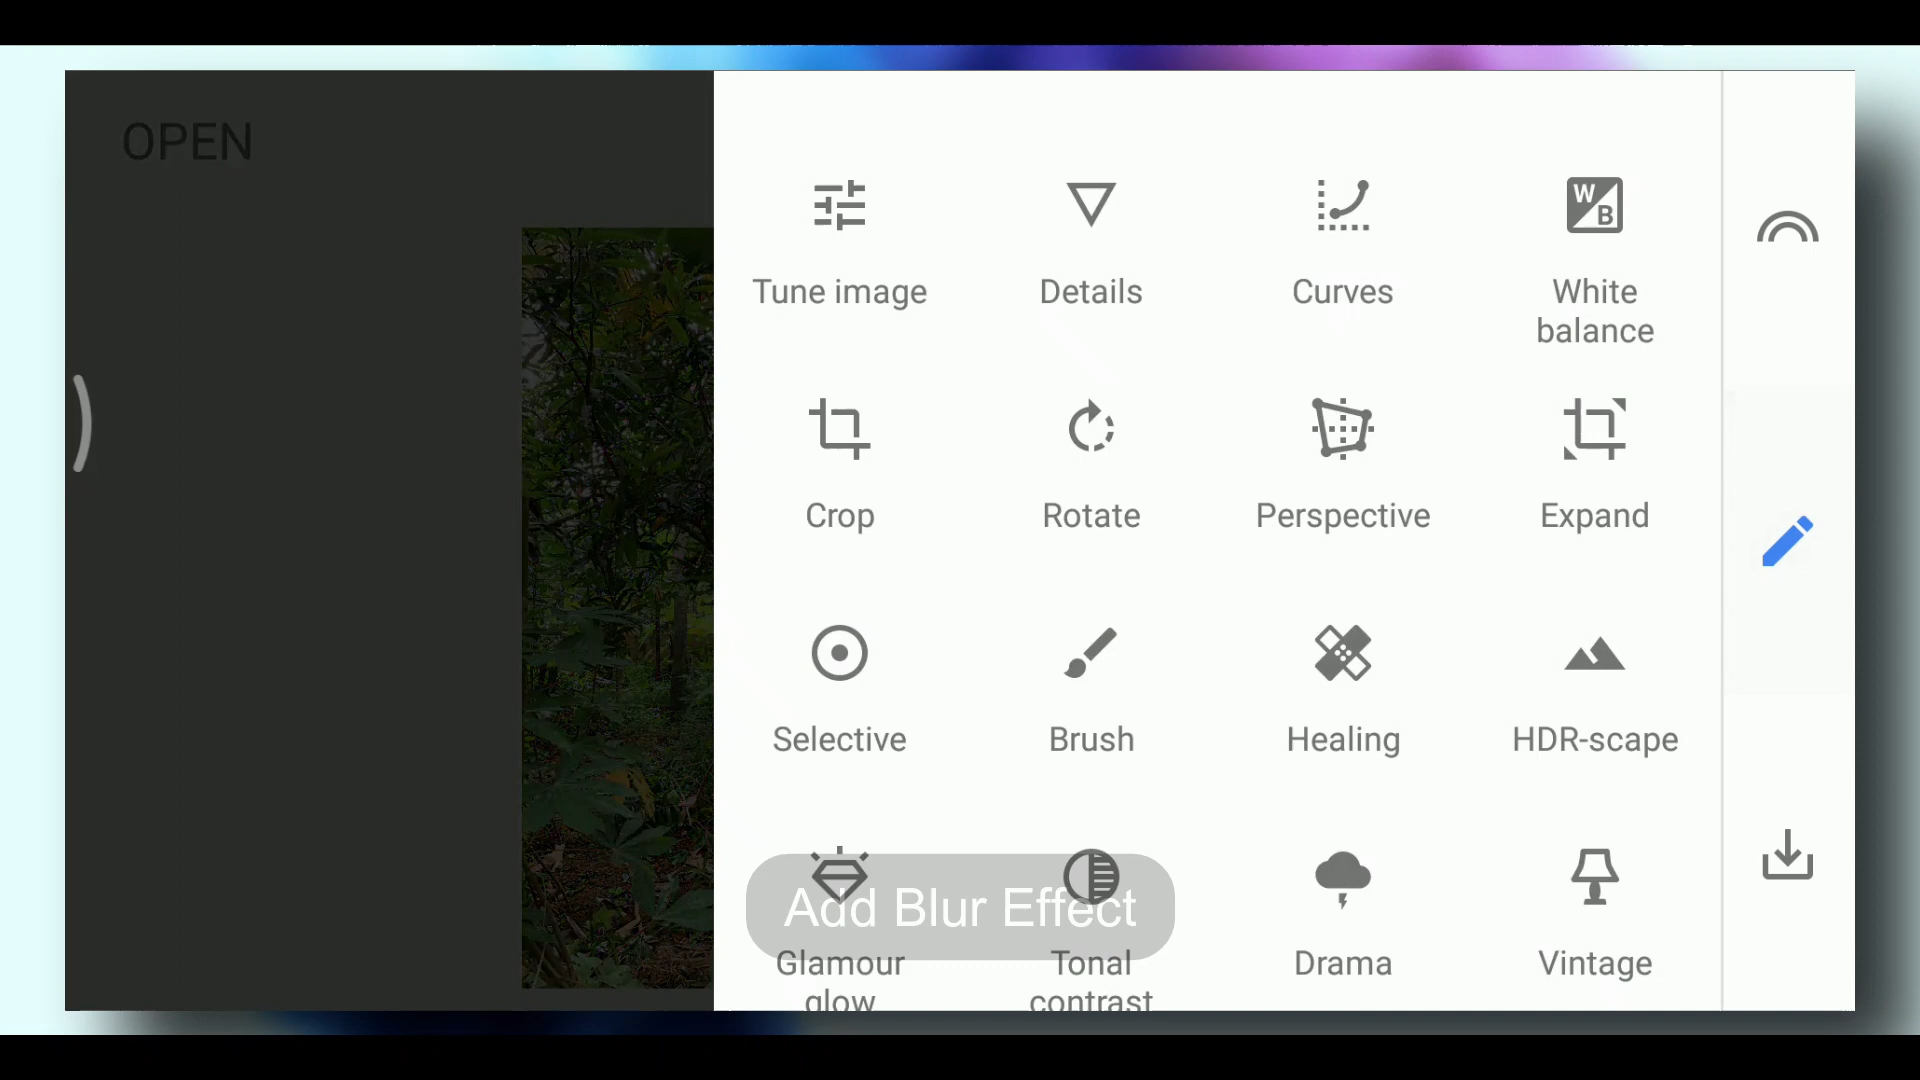 OPEN
Tune image
Details
Curves
White
balance
Crop
Rotate
Perspective
Expand
Selective
Brush
Healing
HDR-scape
Add Blur Effect
Glamour
glow
Tonal
contrast
Drama
Vintage